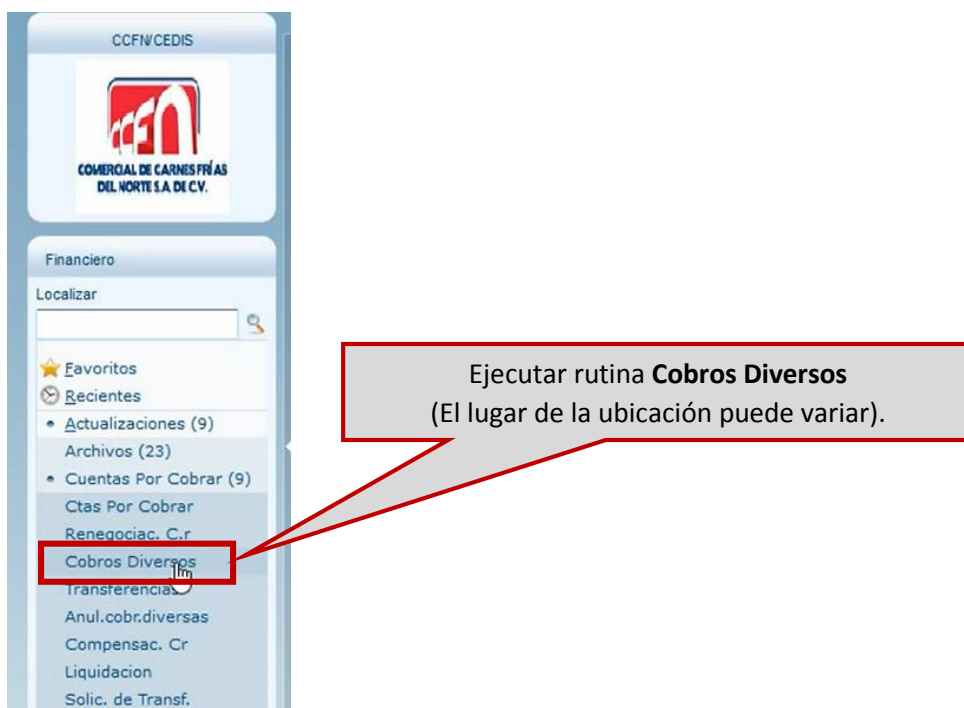 CCFN/CEDIS
CCFN
COMERCIAL DE CARNES FRÍAS
DEL NORTE S.A. DE C.V.
Financiero
Localizar
Favoritos
Recientes
Actualizaciones (9)
Archivos (23)
Cuentas Por Cobrar (9)
Ctas Por Cobrar
Renegociac. C.r
Cobros Diversos
Transferencias
Anul.cobr.diversas
Compensac. Cr
Liquidacion
Solic. de Transf.
Ejecutar rutina Cobros Diversos
(El lugar de la ubicación puede variar).